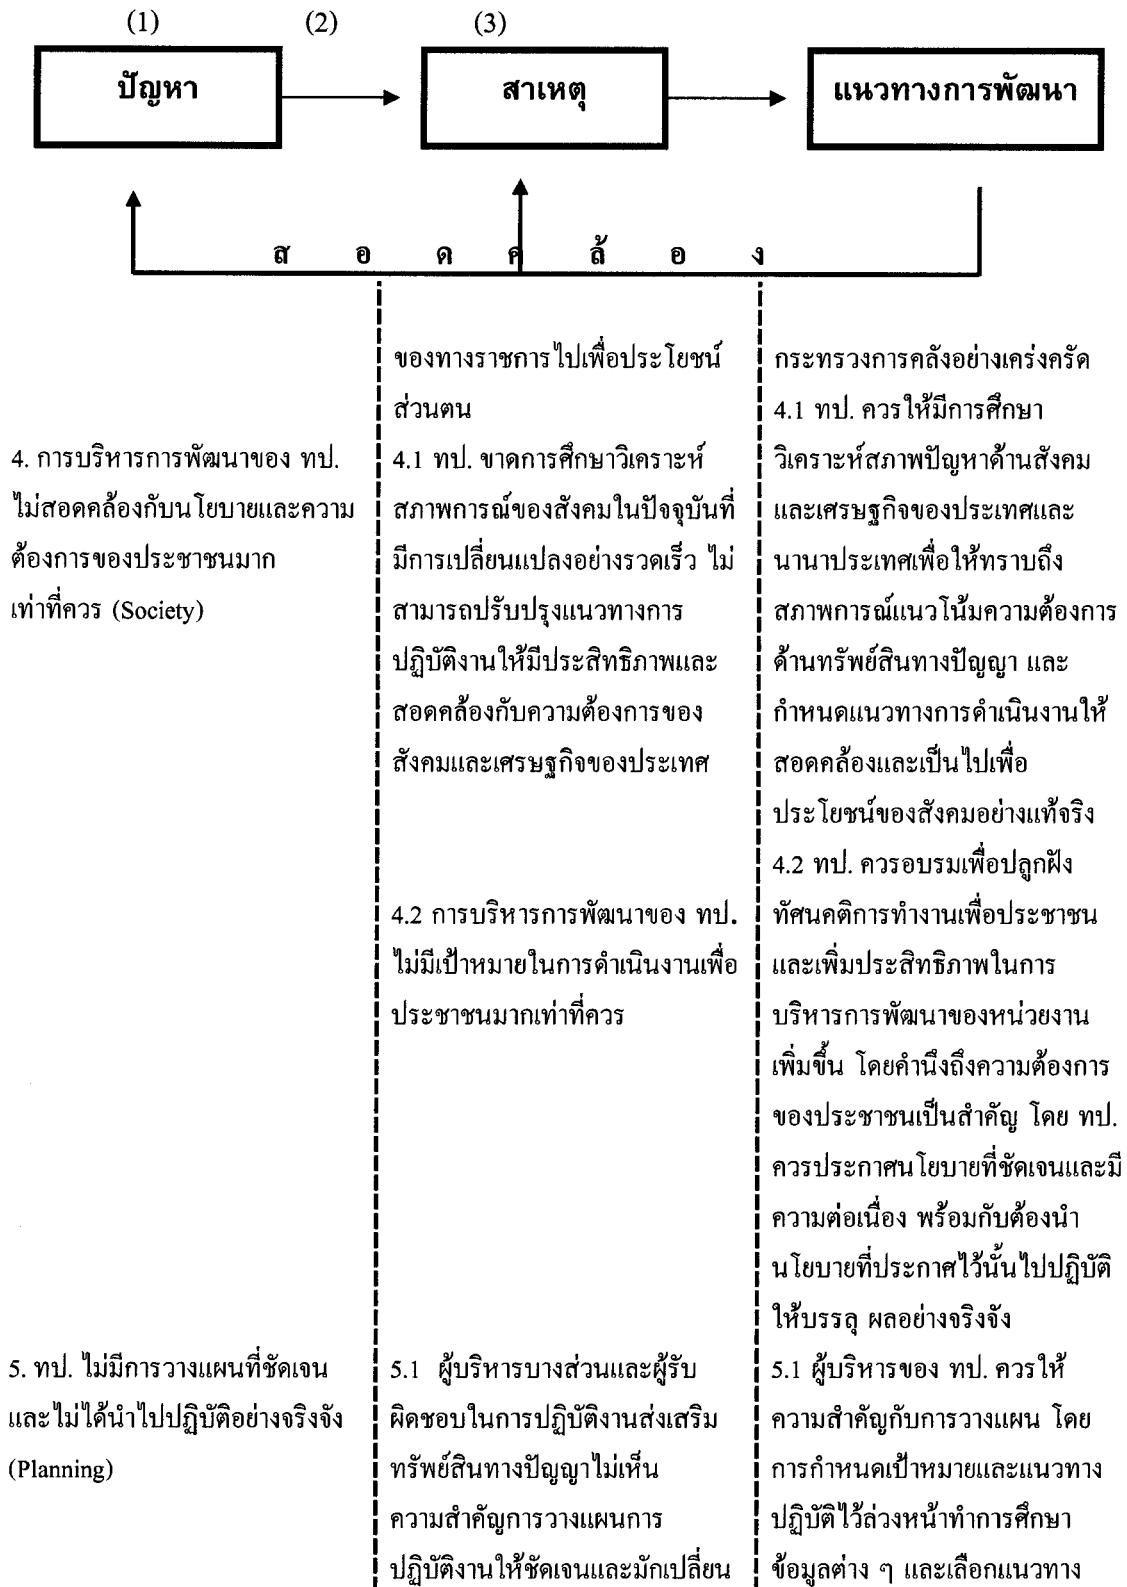 (1) (2) (3)
ปัญหา สาเหตุ แนวทางการพัฒนา
ส อ ด ค ล้ อ ง
ของทางราชการไปเพื่อประโยชน์
ส่วนตน
กระทรวงการคลังอย่างเคร่งครัด
4. การบริหารการพัฒนาของ ทป.
ไม่สอดคล้องกับนโยบายและความ
ต้องการของประชาชนมาก
เท่าที่ควร (Society)
4.1 ทป. ขาดการศึกษาวิเคราะห์
สภาพการณ์ของสังคมในปัจจุบันที่
มีการเปลี่ยนแปลงอย่างรวดเร็ว ไม่
สามารถปรับปรุงแนวทางการ
ปฏิบัติงานให้มีประสิทธิภาพและ
สอดคล้องกับความต้องการของ
สังคมและเศรษฐกิจของประเทศ
4.1 ทป. ควรให้มีการศึกษา
วิเคราะห์สภาพปัญหาด้านสังคม
และเศรษฐกิจของประเทศและ
นานาประเทศเพื่อให้ทราบถึง
สภาพการณ์แนวโน้มความต้องการ
ด้านทรัพย์สินทางปัญญา และ
กำหนดแนวทางการดำเนินงานให้
สอดคล้องและเป็นไปเพื่อ
ประโยชน์ของสังคมอย่างแท้จริง
4.2 การบริหารการพัฒนาของ ทป.
ไม่มีเป้าหมายในการดำเนินงานเพื่อ
ประชาชนมากเท่าที่ควร
4.2 ทป. ควรอบรมเพื่อปลูกฝัง
ทัศนคติการทำงานเพื่อประชาชน
และเพิ่มประสิทธิภาพในการ
บริหารการพัฒนาของหน่วยงาน
เพิ่มขึ้น โดยคำนึงถึงความต้องการ
ของประชาชนเป็นสำคัญ โดย ทป.
ควรประกาศนโยบายที่ชัดเจนและมี
ความต่อเนื่อง พร้อมกับต้องนำ
นโยบายที่ประกาศไว้นั้นไปปฏิบัติ
ให้บรรลุ ผลอย่างจริงจัง
5. ทป. ไม่มีการวางแผนที่ชัดเจน
และไม่ได้นำไปปฏิบัติอย่างจริงจัง
(Planning)
5.1 ผู้บริหารบางส่วนและผู้รับ
ผิดชอบในการปฏิบัติงานส่งเสริม
ทรัพย์สินทางปัญญาไม่เห็น
ความสำคัญการวางแผนการ
ปฏิบัติงานให้ชัดเจนและมักเปลี่ยน
5.1 ผู้บริหารของ ทป. ควรให้
ความสำคัญกับการวางแผน โดย
การกำหนดเป้าหมายและแนวทาง
ปฏิบัติไว้ล่วงหน้าทำการศึกษา
ข้อมูลต่าง ๆ และเลือกแนวทาง